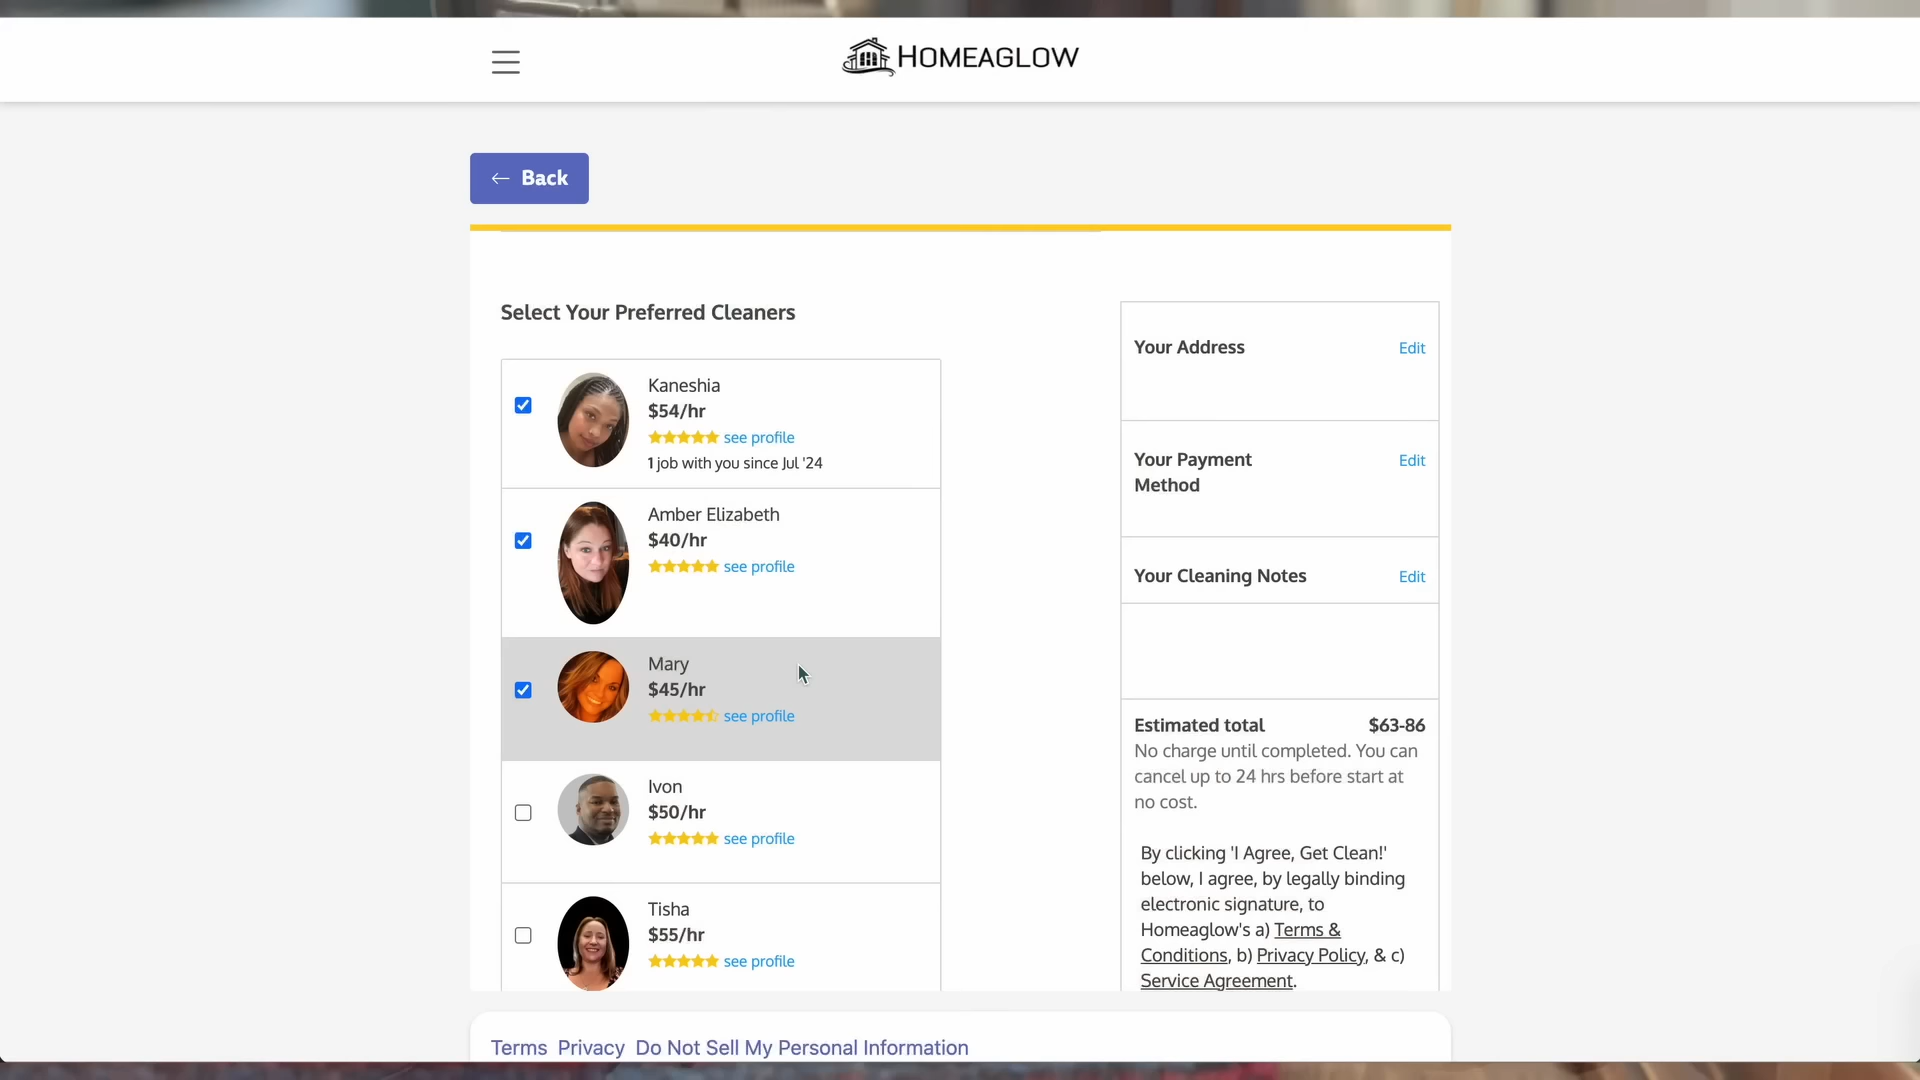 HOMEAGLOW
← Back
Select Your Preferred Cleaners
Kaneshia
$54/hr
see profile
1 job with you since Jul '24
Amber Elizabeth
$40/hr
see profile
Mary
$45/hr
see profile
Ivon
$50/hr
see profile
Tisha
$55/hr
see profile
Your Address Edit
Your Payment Edit
Method
Your Cleaning Notes Edit
Estimated total $63-86
No charge until completed. You can
cancel up to 24 hrs before start at
no cost.
By clicking 'I Agree, Get Clean!'
below, I agree, by legally binding
electronic signature, to
Homeaglow's a) Terms &
Conditions, b) Privacy Policy, & c)
Service Agreement.
Terms Privacy Do Not Sell My Personal Information